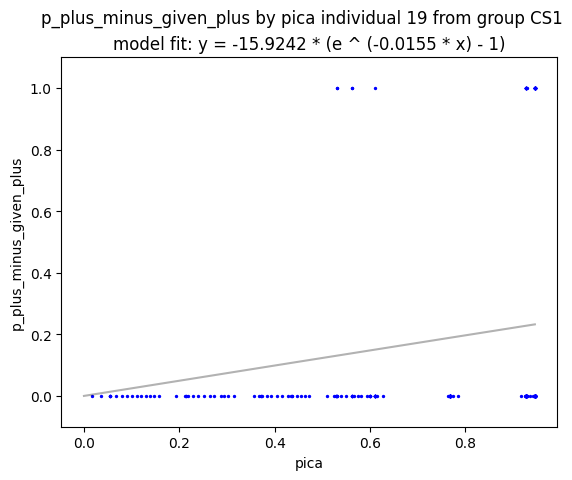 p_plus_minus_given_plus by pica individual 19 from group CS1
model fit: y = -15.9242 * (e ^ (-0.0155 * x) - 1)
1.0
0.8
0.6
0.4
0.2
0.0
p_plus_minus_given_plus
0.0 0.2 0.4 0.6 0.8
pica